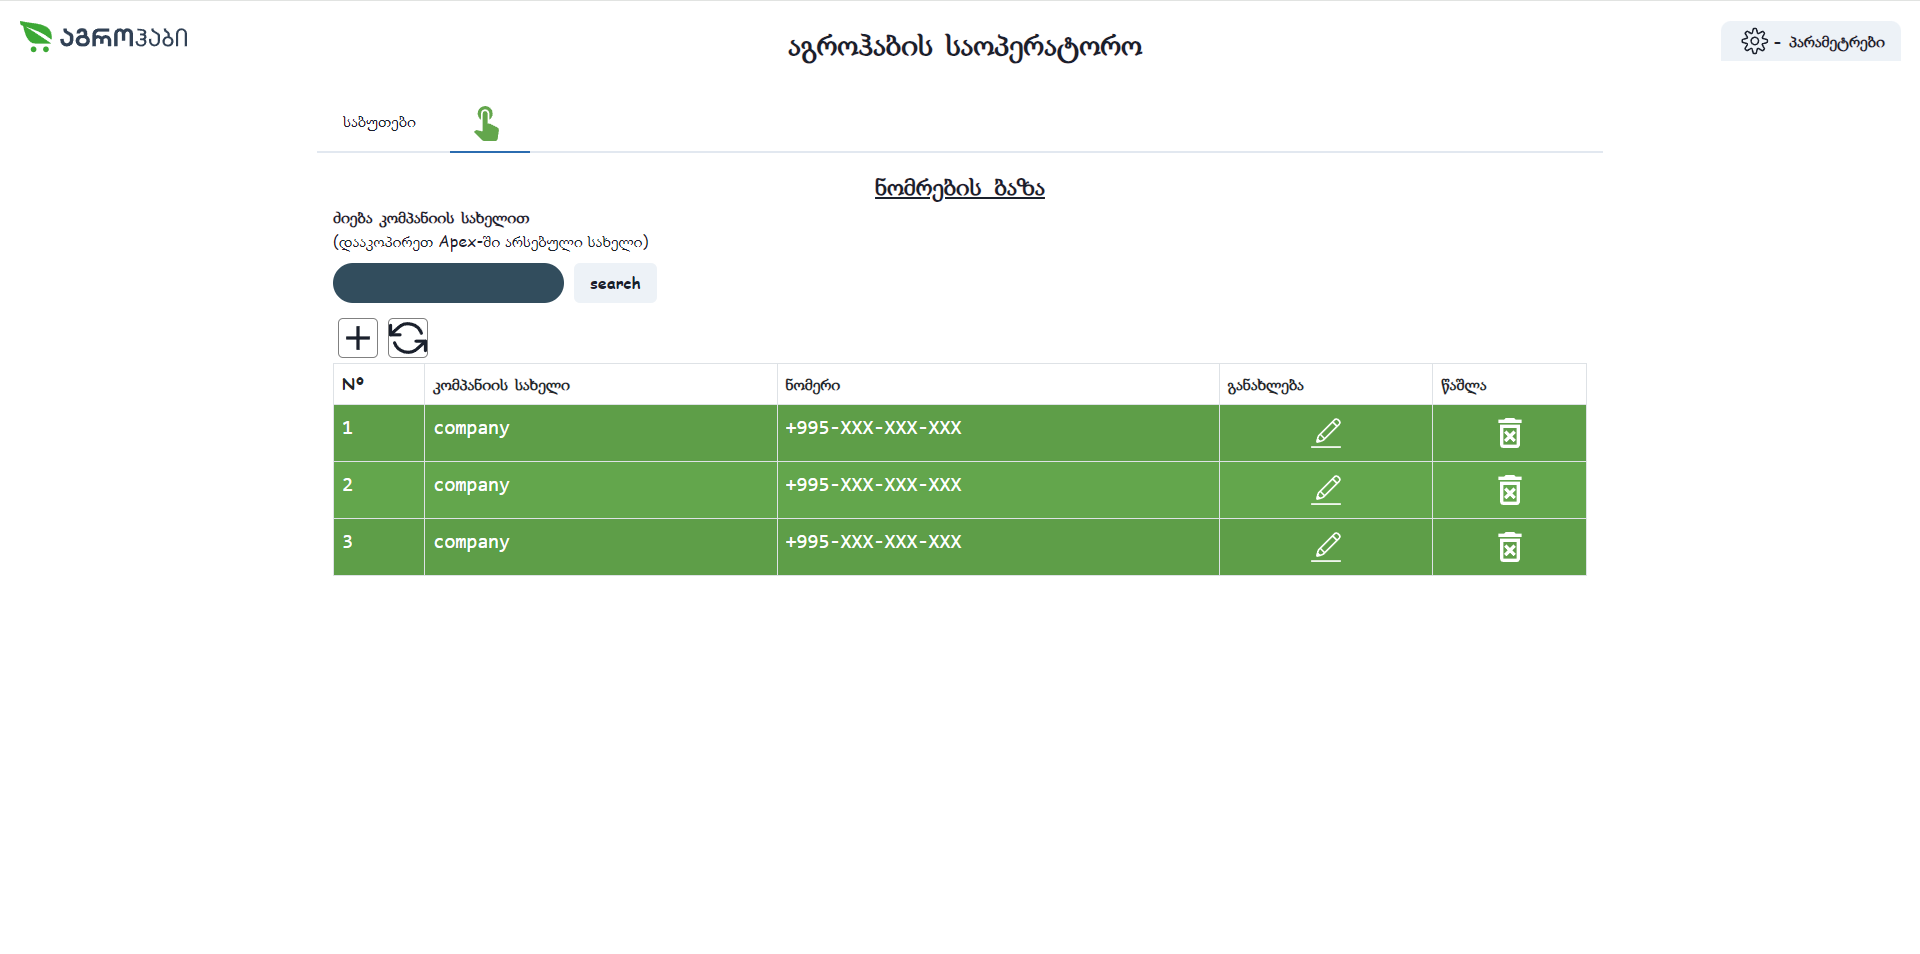 აგროჰაბი
აგროჰაბის საოპერატორო
- პარამეტრები
საბუთები
ნომრების ბაზა
ძიება კომპანიის სახელით
(დააკოპირეთ Apex-ში არსებული სახელი)
search
Nº კომპანიის სახელი ნომერი განახლება წაშლა
1 company +995-XXX-XXX-XXX
2 company +995-XXX-XXX-XXX
3 company +995-XXX-XXX-XXX